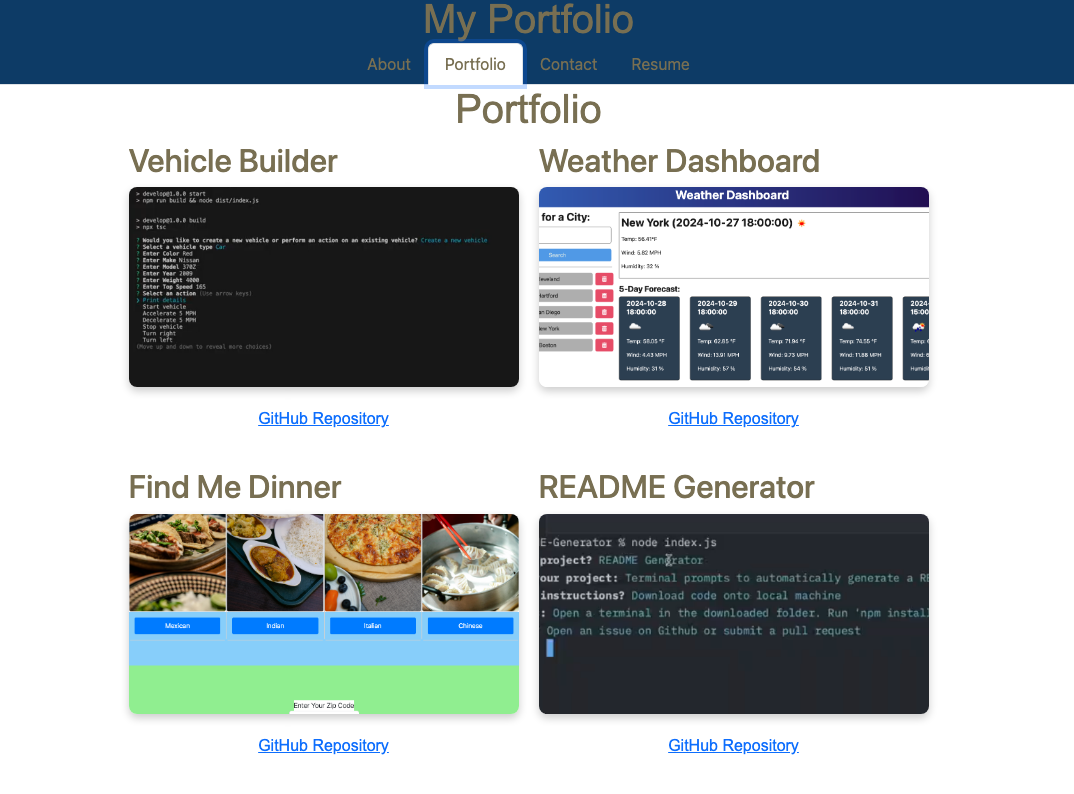 My Portfolio
About Portfolio Contact Resume
Portfolio
Vehicle Builder
> develop@1.0.0 start
> npm run build && node dist/index.js
> develop@1.0.0 build
> npx tsc
? Would you like to create a new vehicle or perform an action on an existing vehicle? Create a new vehicle
? Select a vehicle type Car
? Enter Color Red
? Enter Make Nissan
? Enter Model 370Z
? Enter Year 2009
? Enter Weight 4000
? Enter Top Speed 165
? Select an action (Use arrow keys)
❯ Print details
Start vehicle
Accelerate 5 MPH
Decelerate 5 MPH
Stop vehicle
Turn right
Turn left
(Move up and down to reveal more choices)
GitHub Repository
Weather Dashboard
Weather Dashboard
for a City:
Search
leveland
artford
an Diego
ew York
Boston
New York (2024-10-27 18:00:00)
Temp: 56.41°F
Wind: 5.82 MPH
Humidity: 32 %
5-Day Forecast:
2024-10-28
18:00:00
Temp: 58.05 °F
Wind: 4.43 MPH
Humidity: 31 %
2024-10-29
18:00:00
Temp: 62.85 °F
Wind: 13.91 MPH
Humidity: 57 %
2024-10-30
18:00:00
Temp: 71.94 °F
Wind: 9.73 MPH
Humidity: 54 %
2024-10-31
18:00:00
Temp: 74.55 °F
Wind: 11.86 MPH
Humidity: 51 %
2024-
15:00:00
Temp: 6
Wind: 6
Humidi
GitHub Repository
Find Me Dinner
Mexican Indian Italian Chinese
Enter Your Zip Code
GitHub Repository
README Generator
E-Generator % node index.js
project? README Generator
our project: Terminal prompts to automatically generate a RE
instructions? Download code onto local machine
: Open a terminal in the downloaded folder. Run 'npm install
Open an issue on Github or submit a pull request
GitHub Repository